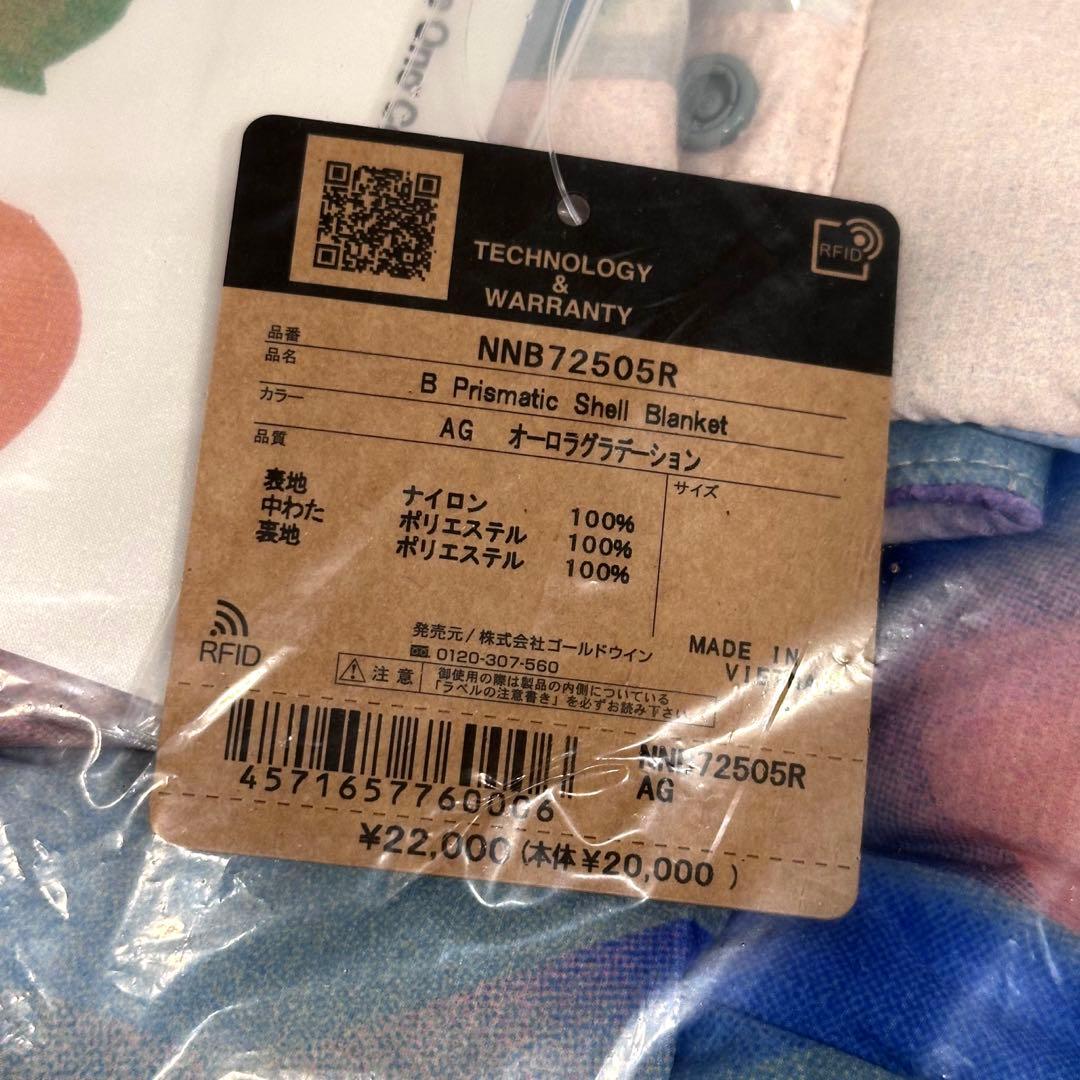 TECHNOLOGY
&
WARRANTY
RFID
品番 NNB72505R
品名 B Prismatic Shell Blanket
カラー AG オーロラグラデーション
品質
サイズ
表地 ナイロン 100%
中わた ポリエステル 100%
裏地 ポリエステル 100%
RFID
発売元/株式会社ゴールドウイン
0120-307-560
注意 御使用の際は製品の内側についている
「ラベルの注意書き」を必ずお読み下さい
MADE IN
4571657760006
72505R
AG
¥22,000 (本体¥20,000 )